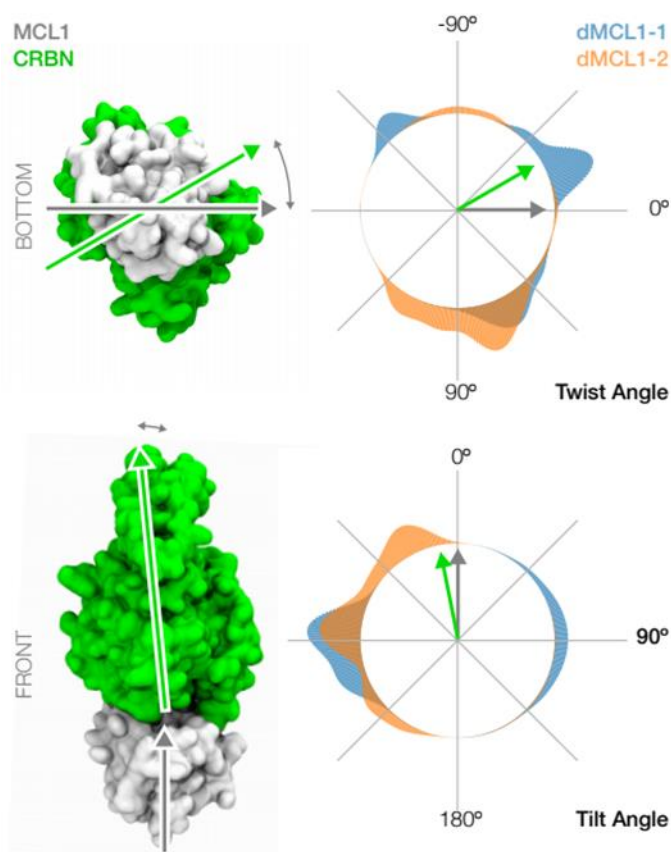 MCL1
CRBN
-90º
dMCL1-1
dMCL1-2
BOTTOM
0º
90º
Twist Angle
0º
FRONT
90º
180º
Tilt Angle